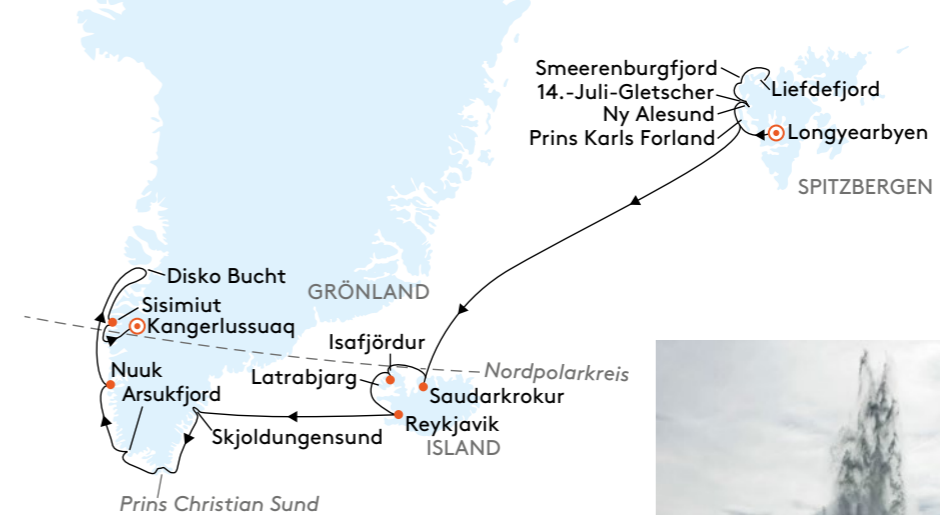 Smeerenburgfjord
Liefdefjord
14.-Juli-Gletscher
Ny Alesund
Prins Karls Forland
Longyearbyen
SPITZBERGEN
Disko Bucht
GRÖNLAND
Sisimiut
Kangerlussuaq
Isafjördur
Nordpolarkreis
Nuuk
Latrabjarg
Arsukfjord
Saudarkrokur
Reykjavik
Skjoldungensund
ISLAND
Prins Christian Sund